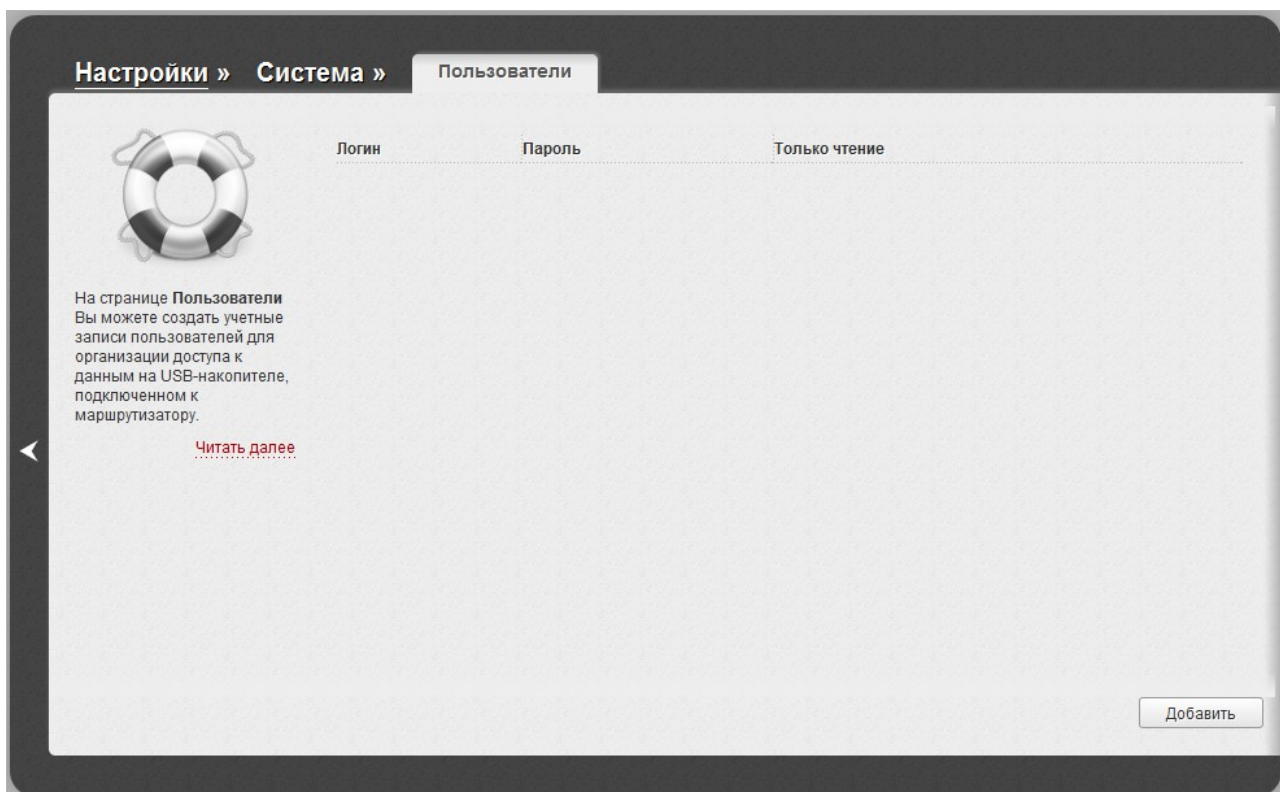 Настройки » Система » Пользователи
Логин Пароль Только чтение
На странице Пользователи
Вы можете создать учетные
записи пользователей для
организации доступа к
данным на USB-накопителе,
подключенном к
маршрутизатору.
Читать далее
Добавить